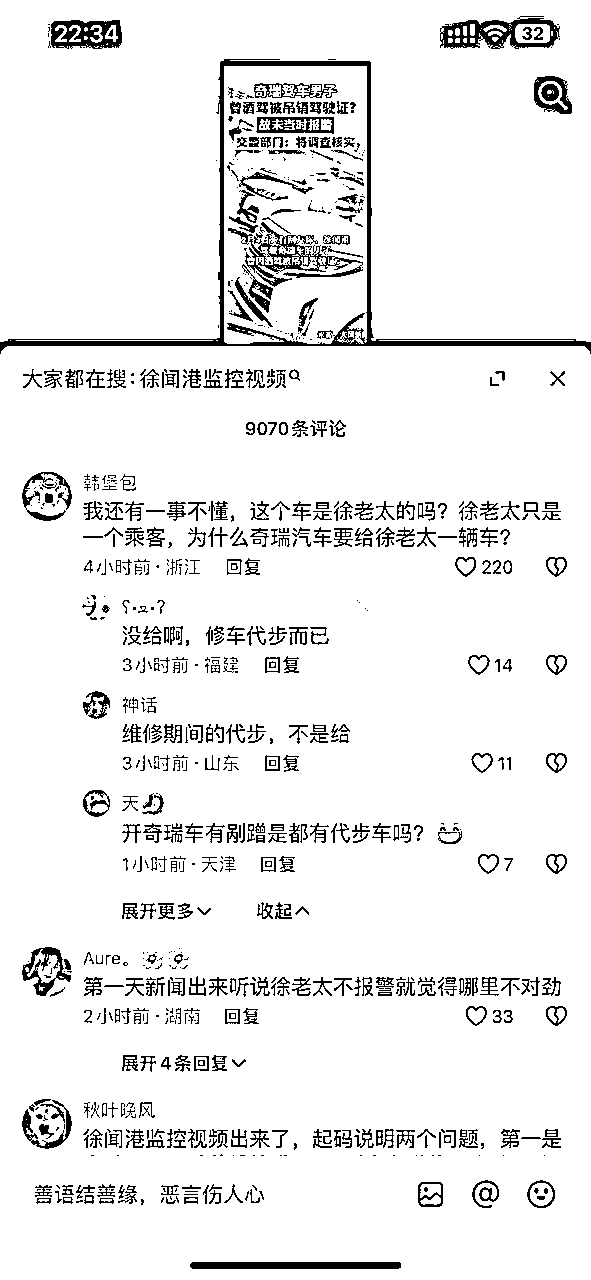 22:34
32
奇瑞驾车男子
曾酒驾被吊销驾驶证？
故未当时报警
交警部门：将调查核实
大家都在搜：徐闻港监控视频
9070条评论
韩堡包
我还有一事不懂，这个车是徐老太的吗？徐老太只是
一个乘客，为什么奇瑞汽车要给徐老太一辆车？
4小时前·浙江 回复
220
没给啊，修车代步而已
3小时前·福建 回复
14
神话
维修期间的代步，不是给
3小时前·山东 回复
11
天
开奇瑞车有剐蹭是都有代步车吗？
1小时前·天津 回复
7
展开更多 收起
Aure。
第一天新闻出来听说徐老太不报警就觉得哪里不对劲
2小时前·湖南 回复
33
展开4条回复
秋叶晚风
徐闻港监控视频出来了，起码说明两个问题，第一是
善语结善缘，恶言伤人心